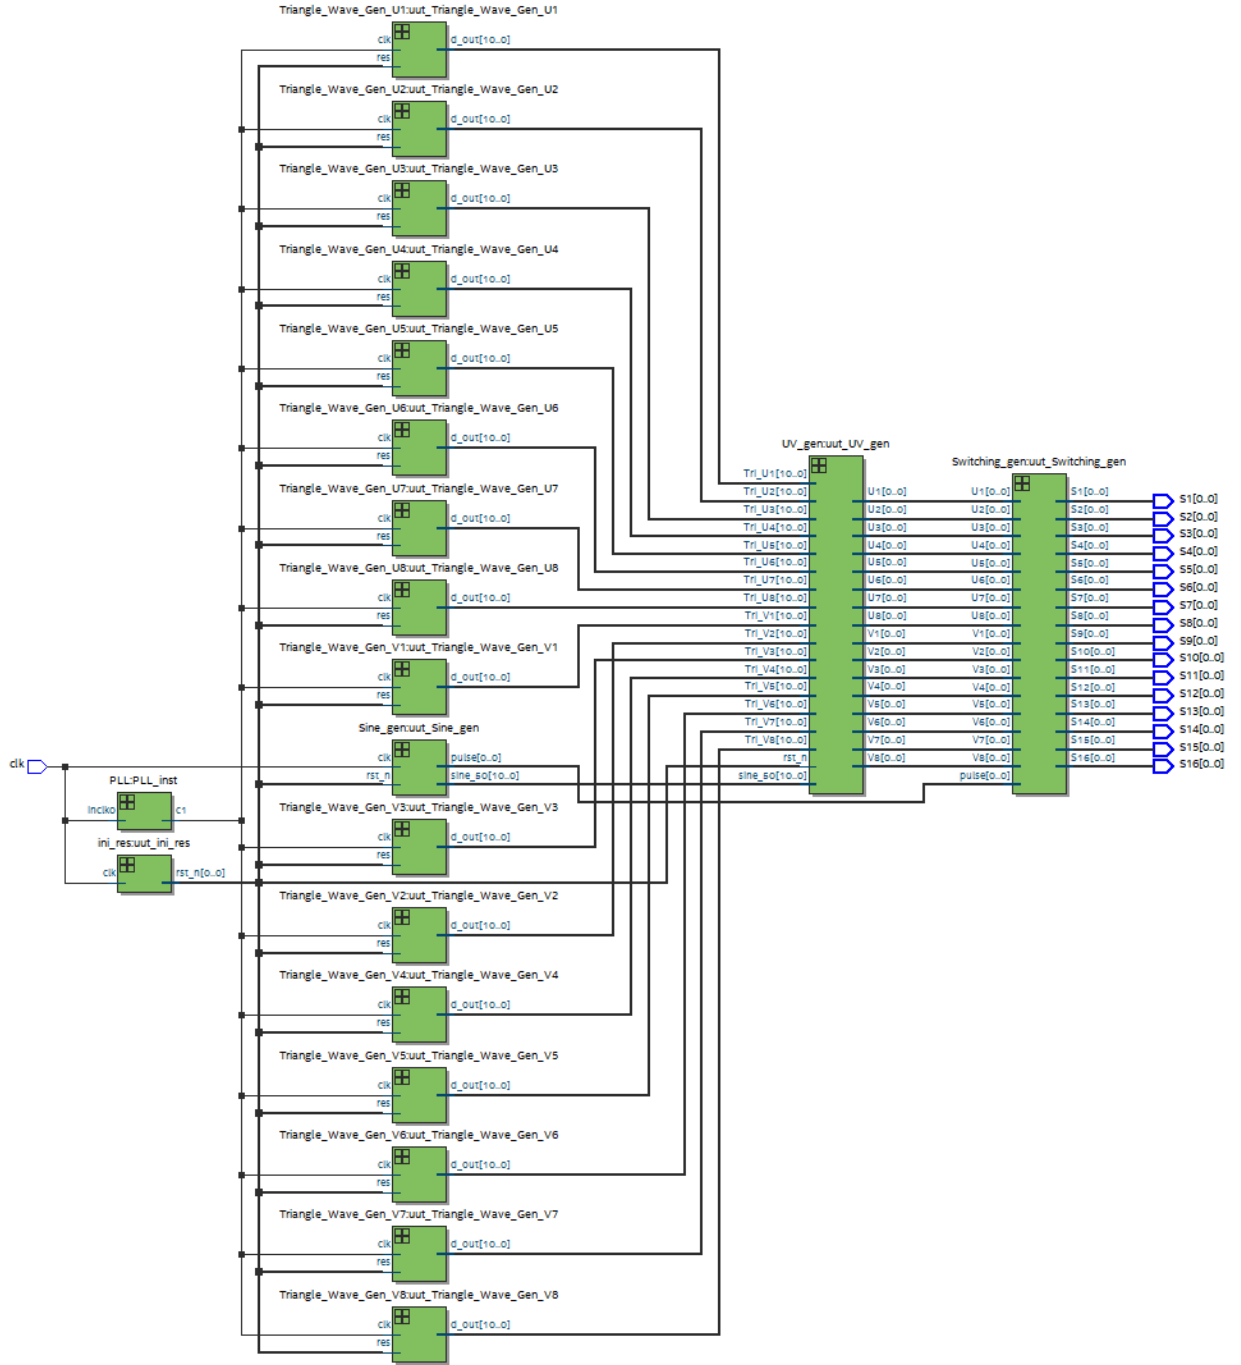 Triangle_Wave_Gen_U1:uut_Triangle_Wave_Gen_U1
clk
d_out[10..0]
res
Triangle_Wave_Gen_U2:uut_Triangle_Wave_Gen_U2
clk
d_out[10..0]
res
Triangle_Wave_Gen_U3:uut_Triangle_Wave_Gen_U3
clk
d_out[10..0]
res
Triangle_Wave_Gen_U4:uut_Triangle_Wave_Gen_U4
clk
d_out[10..0]
res
Triangle_Wave_Gen_U5:uut_Triangle_Wave_Gen_U5
clk
d_out[10..0]
res
Triangle_Wave_Gen_U6:uut_Triangle_Wave_Gen_U6
clk
d_out[10..0]
res
Triangle_Wave_Gen_U7:uut_Triangle_Wave_Gen_U7
clk
d_out[10..0]
res
Triangle_Wave_Gen_U8:uut_Triangle_Wave_Gen_U8
clk
d_out[10..0]
res
Triangle_Wave_Gen_V1:uut_Triangle_Wave_Gen_V1
clk
d_out[10..0]
res
Sine_gen:uut_Sine_gen
clk
pulse[0..0]
rst_n
sine_50[10..0]
clk
PLL:PLL_inst
inclk0
c1
ini_res:uut_ini_res
clk
rst_n[0..0]
Triangle_Wave_Gen_V3:uut_Triangle_Wave_Gen_V3
clk
d_out[10..0]
res
Triangle_Wave_Gen_V2:uut_Triangle_Wave_Gen_V2
clk
d_out[10..0]
res
Triangle_Wave_Gen_V4:uut_Triangle_Wave_Gen_V4
clk
d_out[10..0]
res
Triangle_Wave_Gen_V5:uut_Triangle_Wave_Gen_V5
clk
d_out[10..0]
res
Triangle_Wave_Gen_V6:uut_Triangle_Wave_Gen_V6
clk
d_out[10..0]
res
Triangle_Wave_Gen_V7:uut_Triangle_Wave_Gen_V7
clk
d_out[10..0]
res
Triangle_Wave_Gen_V8:uut_Triangle_Wave_Gen_V8
clk
d_out[10..0]
res
UV_gen:uut_UV_gen
Tri_U1[10..0]
Tri_U2[10..0]
Tri_U3[10..0]
Tri_U4[10..0]
Tri_U5[10..0]
Tri_U6[10..0]
Tri_U7[10..0]
Tri_U8[10..0]
Tri_V1[10..0]
Tri_V2[10..0]
Tri_V3[10..0]
Tri_V4[10..0]
Tri_V5[10..0]
Tri_V6[10..0]
Tri_V7[10..0]
Tri_V8[10..0]
rst_n
sine_50[10..0]
U1[0..0]
U2[0..0]
U3[0..0]
U4[0..0]
U5[0..0]
U6[0..0]
U7[0..0]
U8[0..0]
V1[0..0]
V2[0..0]
V3[0..0]
V4[0..0]
V5[0..0]
V6[0..0]
V7[0..0]
V8[0..0]
Switching_gen:uut_Switching_gen
U1[0..0]
U2[0..0]
U3[0..0]
U4[0..0]
U5[0..0]
U6[0..0]
U7[0..0]
U8[0..0]
V1[0..0]
V2[0..0]
V3[0..0]
V4[0..0]
V5[0..0]
V6[0..0]
V7[0..0]
V8[0..0]
pulse[0..0]
S1[0..0]
S2[0..0]
S3[0..0]
S4[0..0]
S5[0..0]
S6[0..0]
S7[0..0]
S8[0..0]
S9[0..0]
S10[0..0]
S11[0..0]
S12[0..0]
S13[0..0]
S14[0..0]
S15[0..0]
S16[0..0]
S1[0..0]
S2[0..0]
S3[0..0]
S4[0..0]
S5[0..0]
S6[0..0]
S7[0..0]
S8[0..0]
S9[0..0]
S10[0..0]
S11[0..0]
S12[0..0]
S13[0..0]
S14[0..0]
S15[0..0]
S16[0..0]